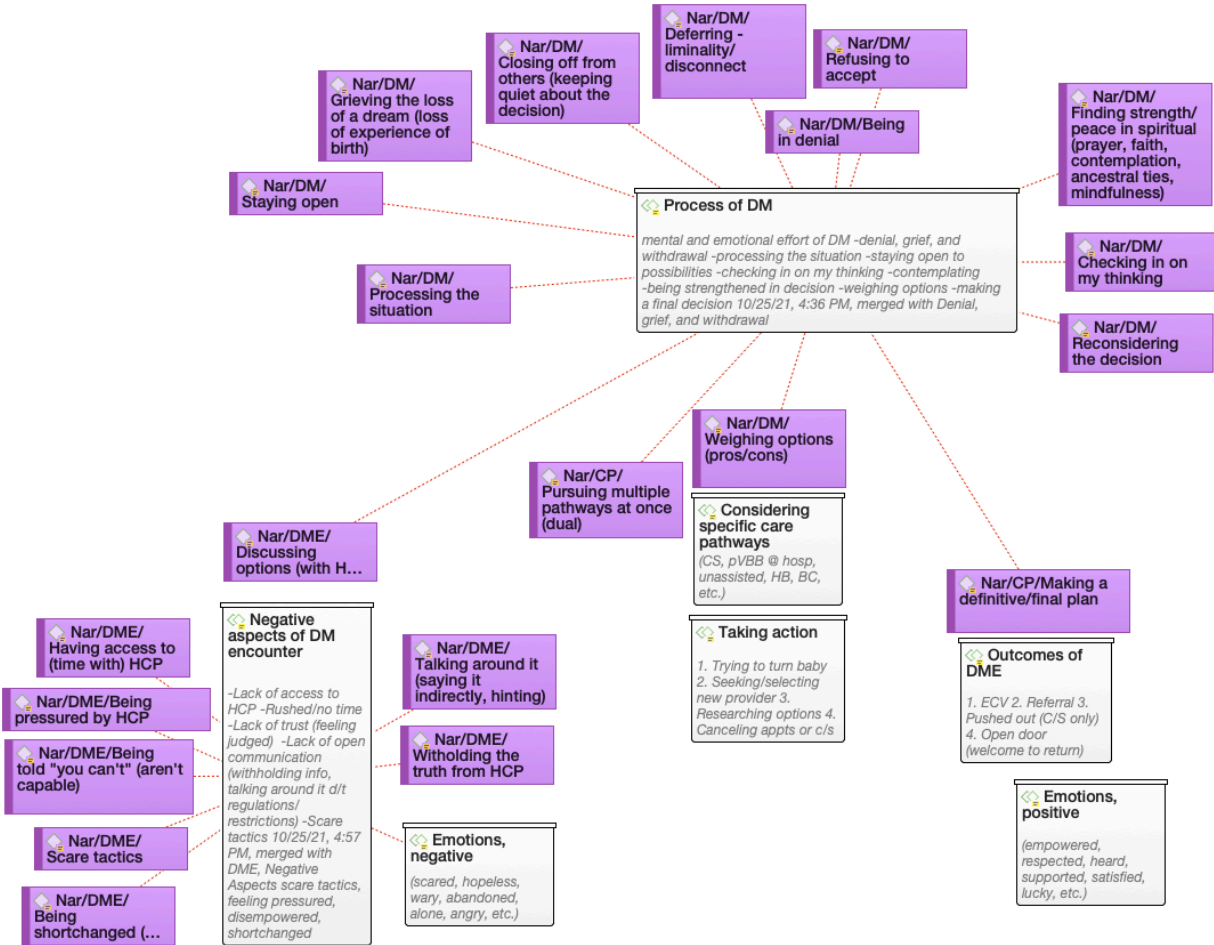 Nar/DM/
Deferring -
liminality/
disconnect
Nar/DM/
Refusing to
accept
Nar/DM/
Closing off from
others (keeping
quiet about the
decision)
Nar/DM/
Grieving the loss
of a dream (loss
of experience of
birth)
Nar/DM/Being
in denial
Nar/DM/
Finding strength/
peace in spiritual
(prayer, faith,
contemplation,
ancestral ties,
mindfulness)
Nar/DM/
Staying open
Process of DM
mental and emotional effort of DM -denial, grief, and
withdrawal -processing the situation -staying open to
possibilities -checking in on my thinking -contemplating
-being strengthened in decision -weighing options -making
a final decision 10/25/21, 4:36 PM, merged with Denial,
grief, and withdrawal
Nar/DM/
Processing the
situation
Nar/DM/
Checking in on
my thinking
Nar/DM/
Reconsidering
the decision
Nar/DM/
Weighing options
(pros/cons)
Nar/CP/
Pursuing multiple
pathways at once
(dual)
Considering
specific care
pathways
(CS, pVBB @ hosp,
unassisted, HB, BC,
etc.)
Nar/DME/
Discussing
options (with H...
Nar/CP/Making a
definitive/final plan
Negative
aspects of DM
encounter
-Lack of access to
HCP -Rushed/no time
-Lack of trust (feeling
judged) -Lack of open
communication
(withholding info,
talking around it d/t
regulations/
restrictions) -Scare
tactics 10/25/21, 4:57
PM, merged with
DME, Negative
Aspects scare tactics,
feeling pressured,
disempowered,
shortchanged
Nar/DME/
Having access to
(time with) HCP
Nar/DME/Being
pressured by HCP
Nar/DME/Being
told "you can't" (aren't
capable)
Nar/DME/
Scare tactics
Nar/DME/
Being
shortchanged (...
Nar/DME/
Talking around it
(saying it
indirectly, hinting)
Nar/DME/
Witholding the
truth from HCP
Emotions,
negative
(scared, hopeless,
wary, abandoned,
alone, angry, etc.)
Taking action
1. Trying to turn baby
2. Seeking/selecting
new provider 3.
Researching options 4.
Canceling appts or c/s
Outcomes of
DME
1. ECV 2. Referral 3.
Pushed out (C/S only)
4. Open door
(welcome to return)
Emotions,
positive
(empowered,
respected, heard,
supported, satisfied,
lucky, etc.)